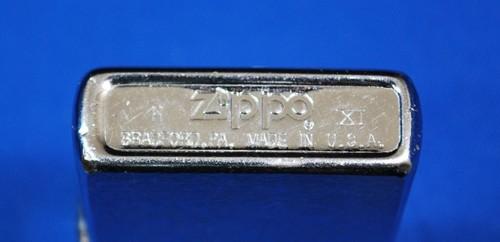 Zippo® XI
BRADFORD, PA. MADE IN U.S.A.